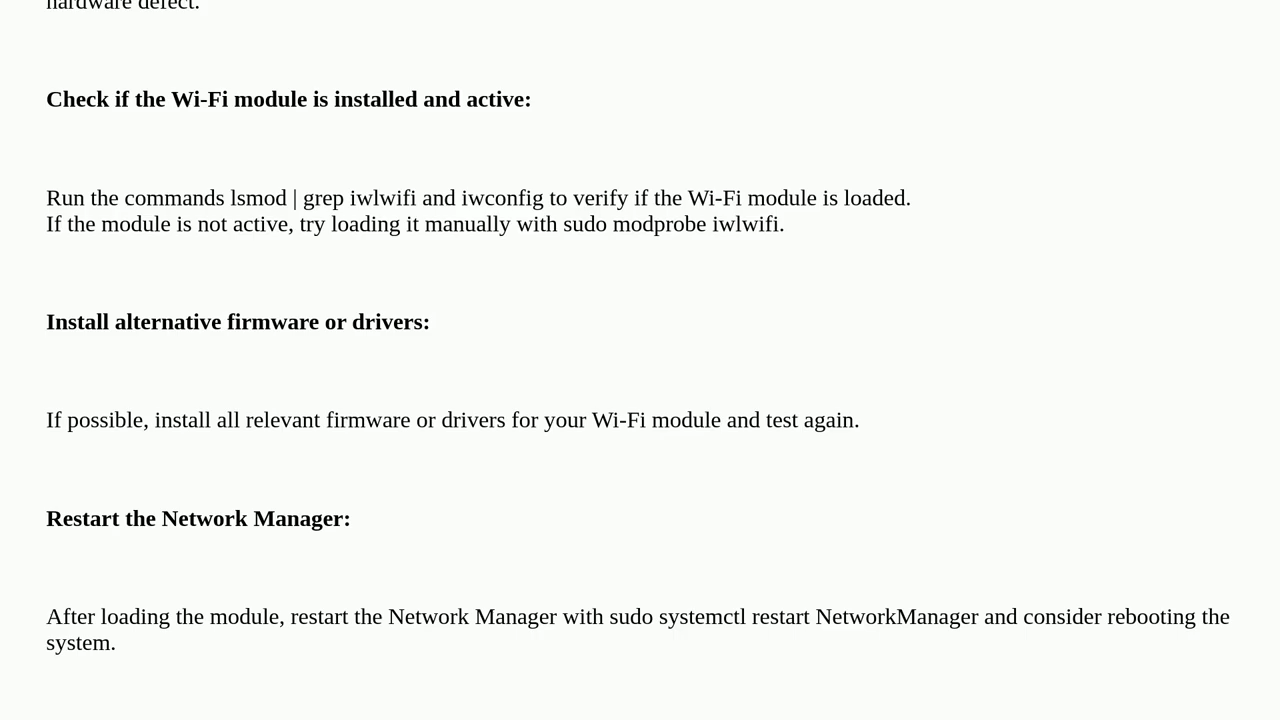 hardware defect.
Check if the Wi-Fi module is installed and active:
Run the commands lsmod | grep iwlwifi and iwconfig to verify if the Wi-Fi module is loaded.
If the module is not active, try loading it manually with sudo modprobe iwlwifi.
Install alternative firmware or drivers:
If possible, install all relevant firmware or drivers for your Wi-Fi module and test again.
Restart the Network Manager:
After loading the module, restart the Network Manager with sudo systemctl restart NetworkManager and consider rebooting the
system.